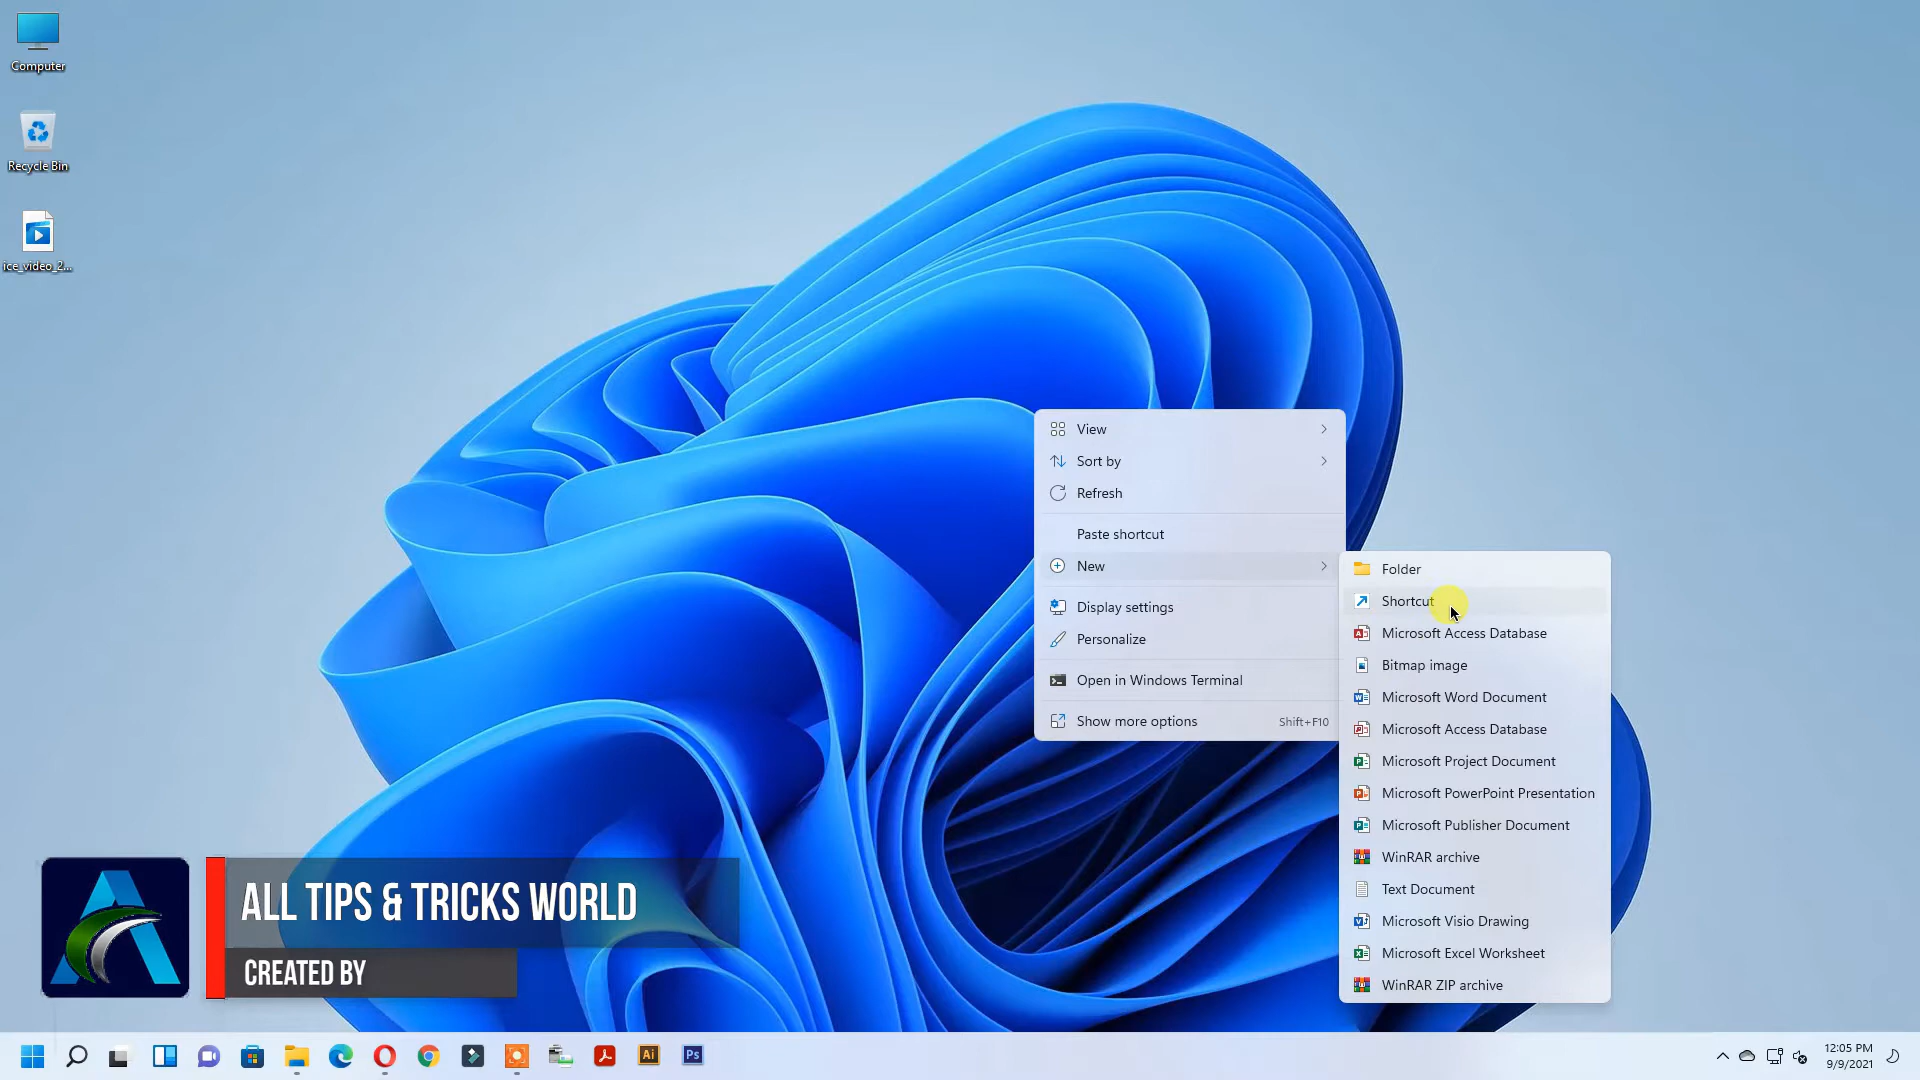 Computer
Recycle Bin
ice_video_2...
View
Sort by
Refresh
Paste shortcut
New
Display settings
Personalize
Open in Windows Terminal
Show more options Shift+F10
Folder
Shortcut
Microsoft Access Database
Bitmap image
Microsoft Word Document
Microsoft Access Database
Microsoft Project Document
Microsoft PowerPoint Presentation
Microsoft Publisher Document
WinRAR archive
Text Document
Microsoft Visio Drawing
Microsoft Excel Worksheet
WinRAR ZIP archive
ALL TIPS & TRICKS WORLD
CREATED BY
Ai
Ps
12:05 PM
9/9/2021